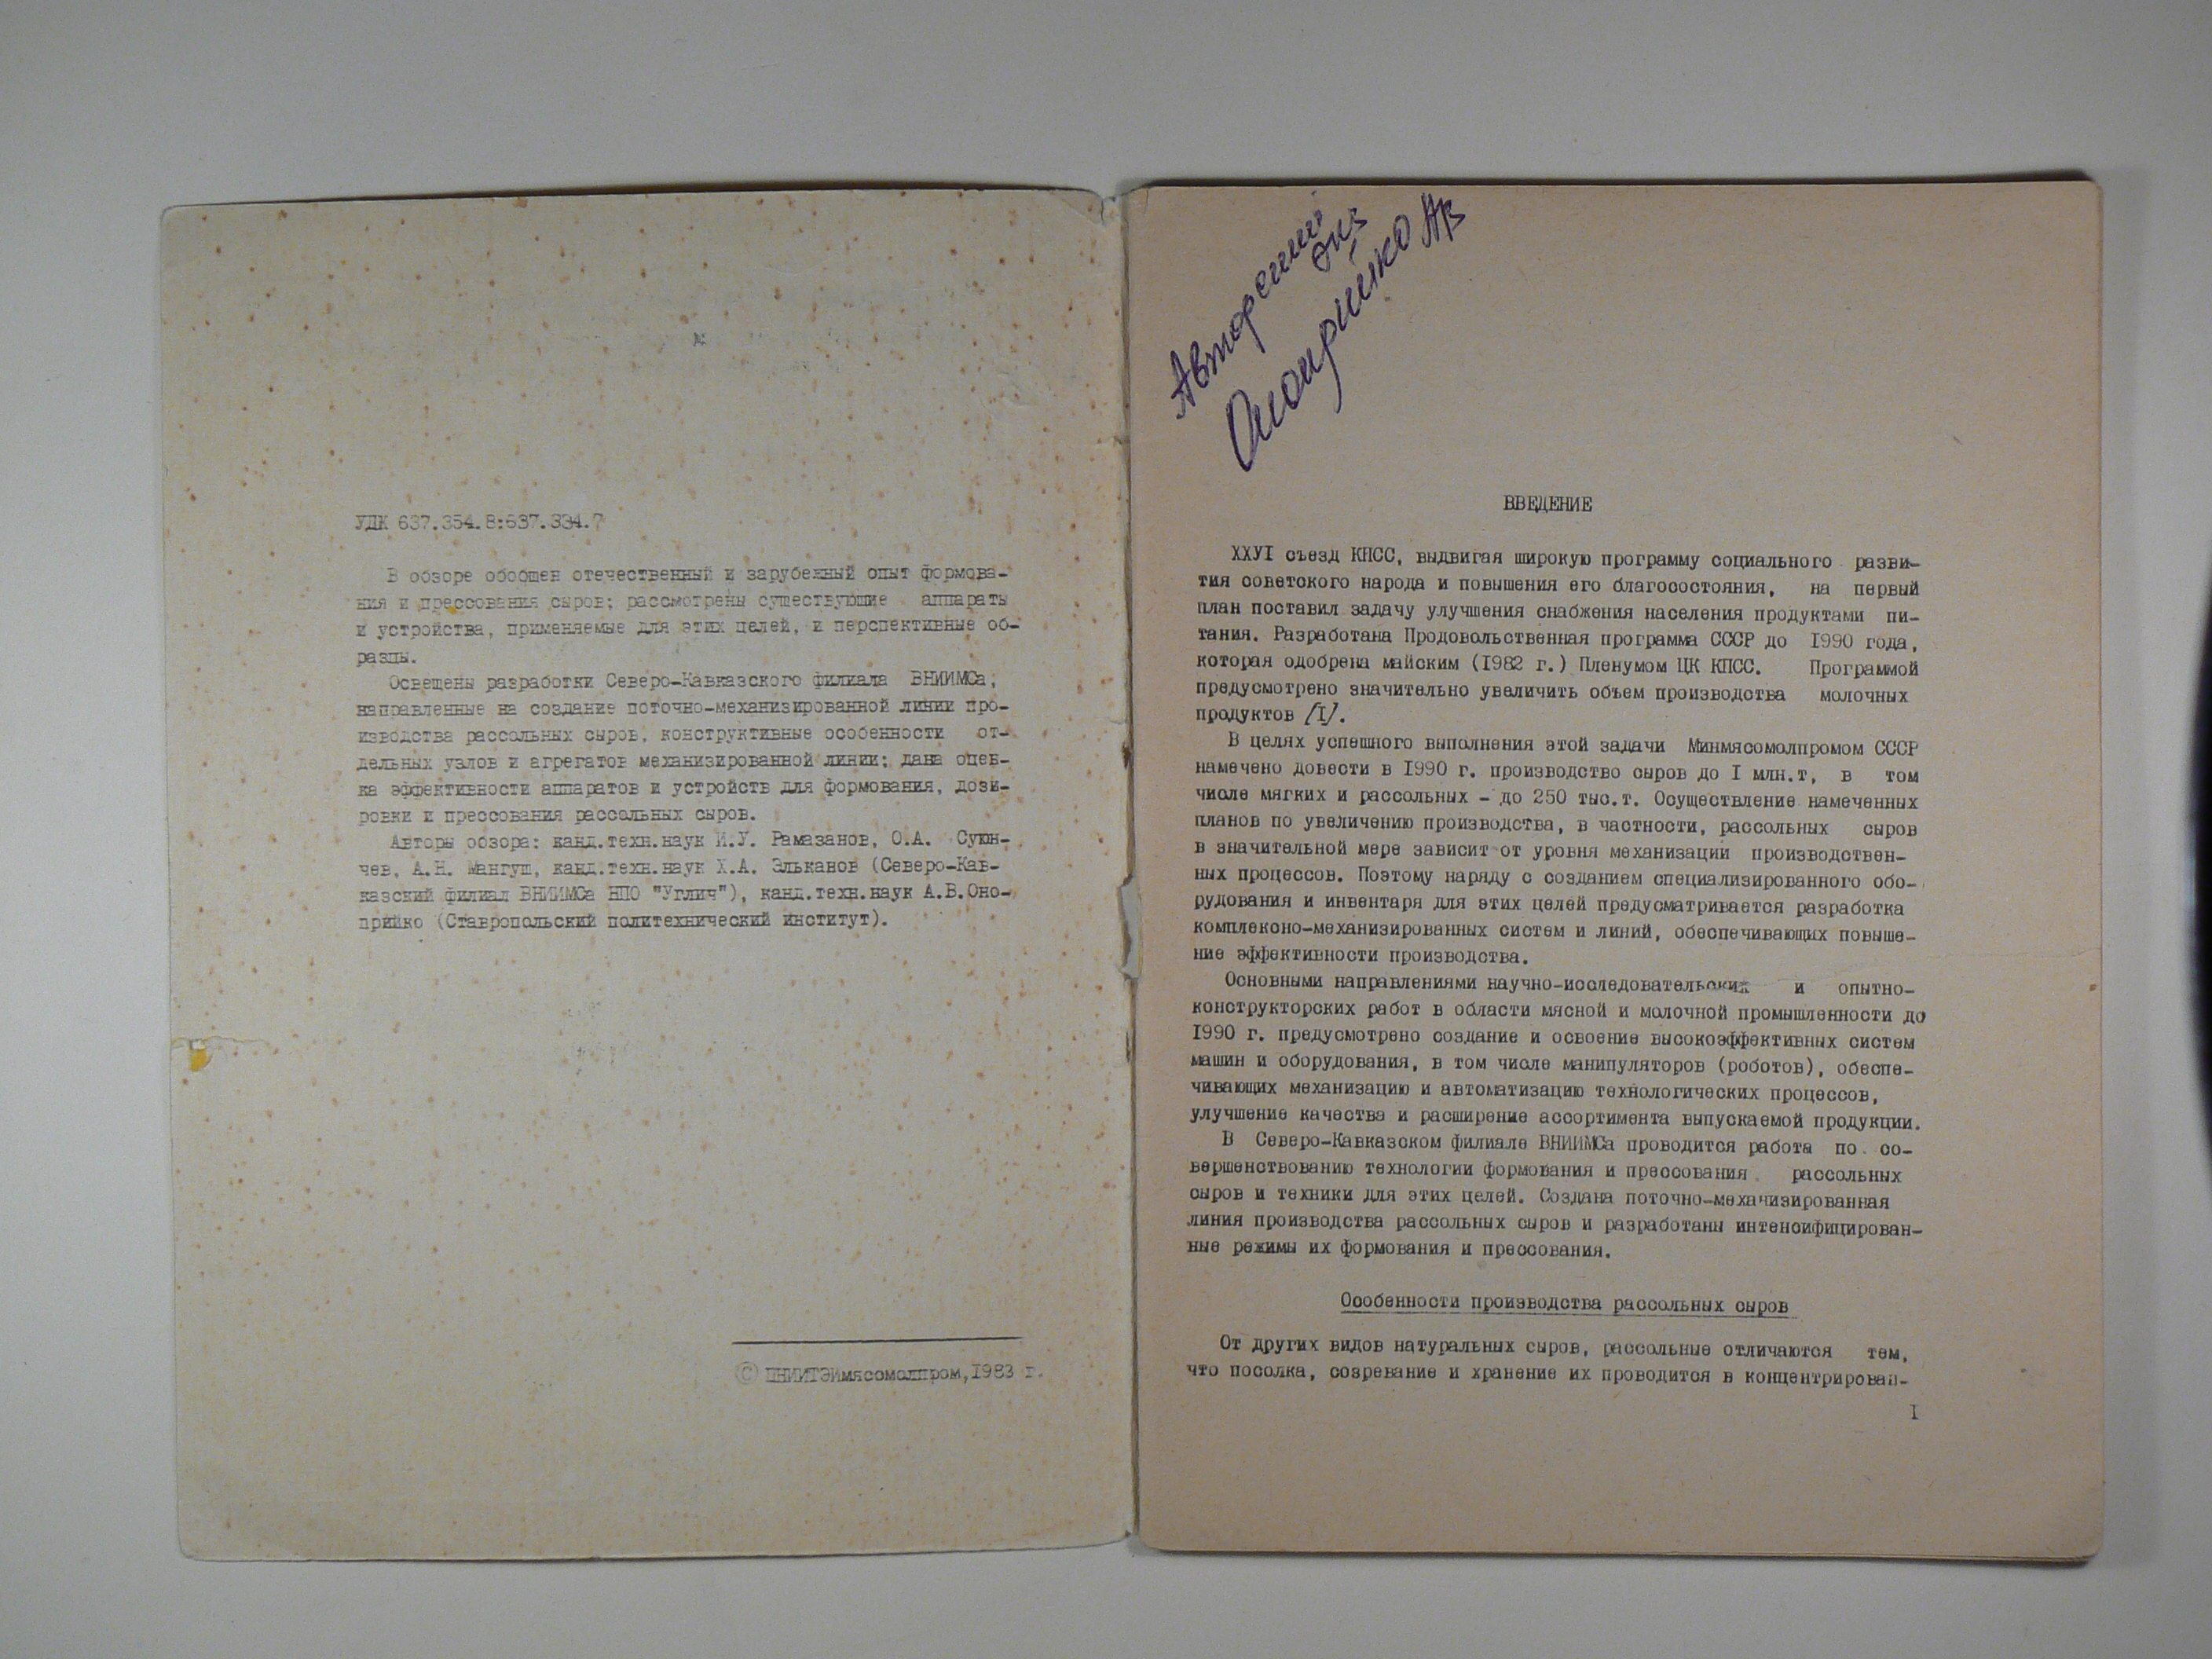 УДК 637.354.8:637.334.7
В обзоре обобщен отечественный и зарубежный опыт формова-
ния и прессования сыров; рассмотрены существующие аппараты
и устройства, применяемые для этих целей, и перспективные об-
разцы.
Освещены разработки Северо-Кавказского филиала ВНИИМСа,
направленные на создание поточно-механизированной линии про-
изводства рассольных сыров, конструктивные особенности от-
дельных узлов и агрегатов механизированной линии; дана оцен-
ка эффективности аппаратов и устройств для формования, дози-
ровки и прессования рассольных сыров.
Авторы обзора: канд.техн.наук И.У. Рамазанов, О.А. Суюн-
чев, А.Н. Мангуш, канд.техн.наук Х.А. Эльканов (Северо-Кав-
казский филиал ВНИИМСа НПО "Углич"), канд.техн.наук А.В.Оно-
прийко (Ставропольский политехнический институт).
© ЦНИИТЭИмясомолпром,1983 г.
Авторский
экз
Оноприйко АВ
ВВЕДЕНИЕ
ХХУI съезд КПСС, выдвигая широкую программу социального разви-
тия советского народа и повышения его благосостояния, на первый
план поставил задачу улучшения снабжения населения продуктами пи-
тания. Разработана Продовольственная программа СССР до 1990 года,
которая одобрена майским (1982 г.) Пленумом ЦК КПСС. Программой
предусмотрено значительно увеличить объем производства молочных
продуктов [I].
В целях успешного выполнения этой задачи Минмясомолпромом СССР
намечено довести в 1990 г. производство сыров до I млн.т, в том
числе мягких и рассольных - до 250 тыс.т. Осуществление намеченных
планов по увеличению производства, в частности, рассольных сыров
в значительной мере зависит от уровня механизации производствен-
ных процессов. Поэтому наряду с созданием специализированного обо-
рудования и инвентаря для этих целей предусматривается разработка
комплексно-механизированных систем и линий, обеспечивающих повыше-
ние эффективности производства.
Основными направлениями научно-исследовательских и опытно-
конструкторских работ в области мясной и молочной промышленности до
1990 г. предусмотрено создание и освоение высокоэффективных систем
машин и оборудования, в том числе манипуляторов (роботов), обеспе-
чивающих механизацию и автоматизацию технологических процессов,
улучшение качества и расширение ассортимента выпускаемой продукции.
В Северо-Кавказском филиале ВНИИМСа проводится работа по со-
вершенствованию технологии формования и прессования рассольных
сыров и техники для этих целей. Создана поточно-механизированная
линия производства рассольных сыров и разработаны интенсифицирован-
ные режимы их формования и прессования.
Особенности производства рассольных сыров
От других видов натуральных сыров, рассольные отличаются тем,
что посолка, созревание и хранение их проводится в концентрирован-
I